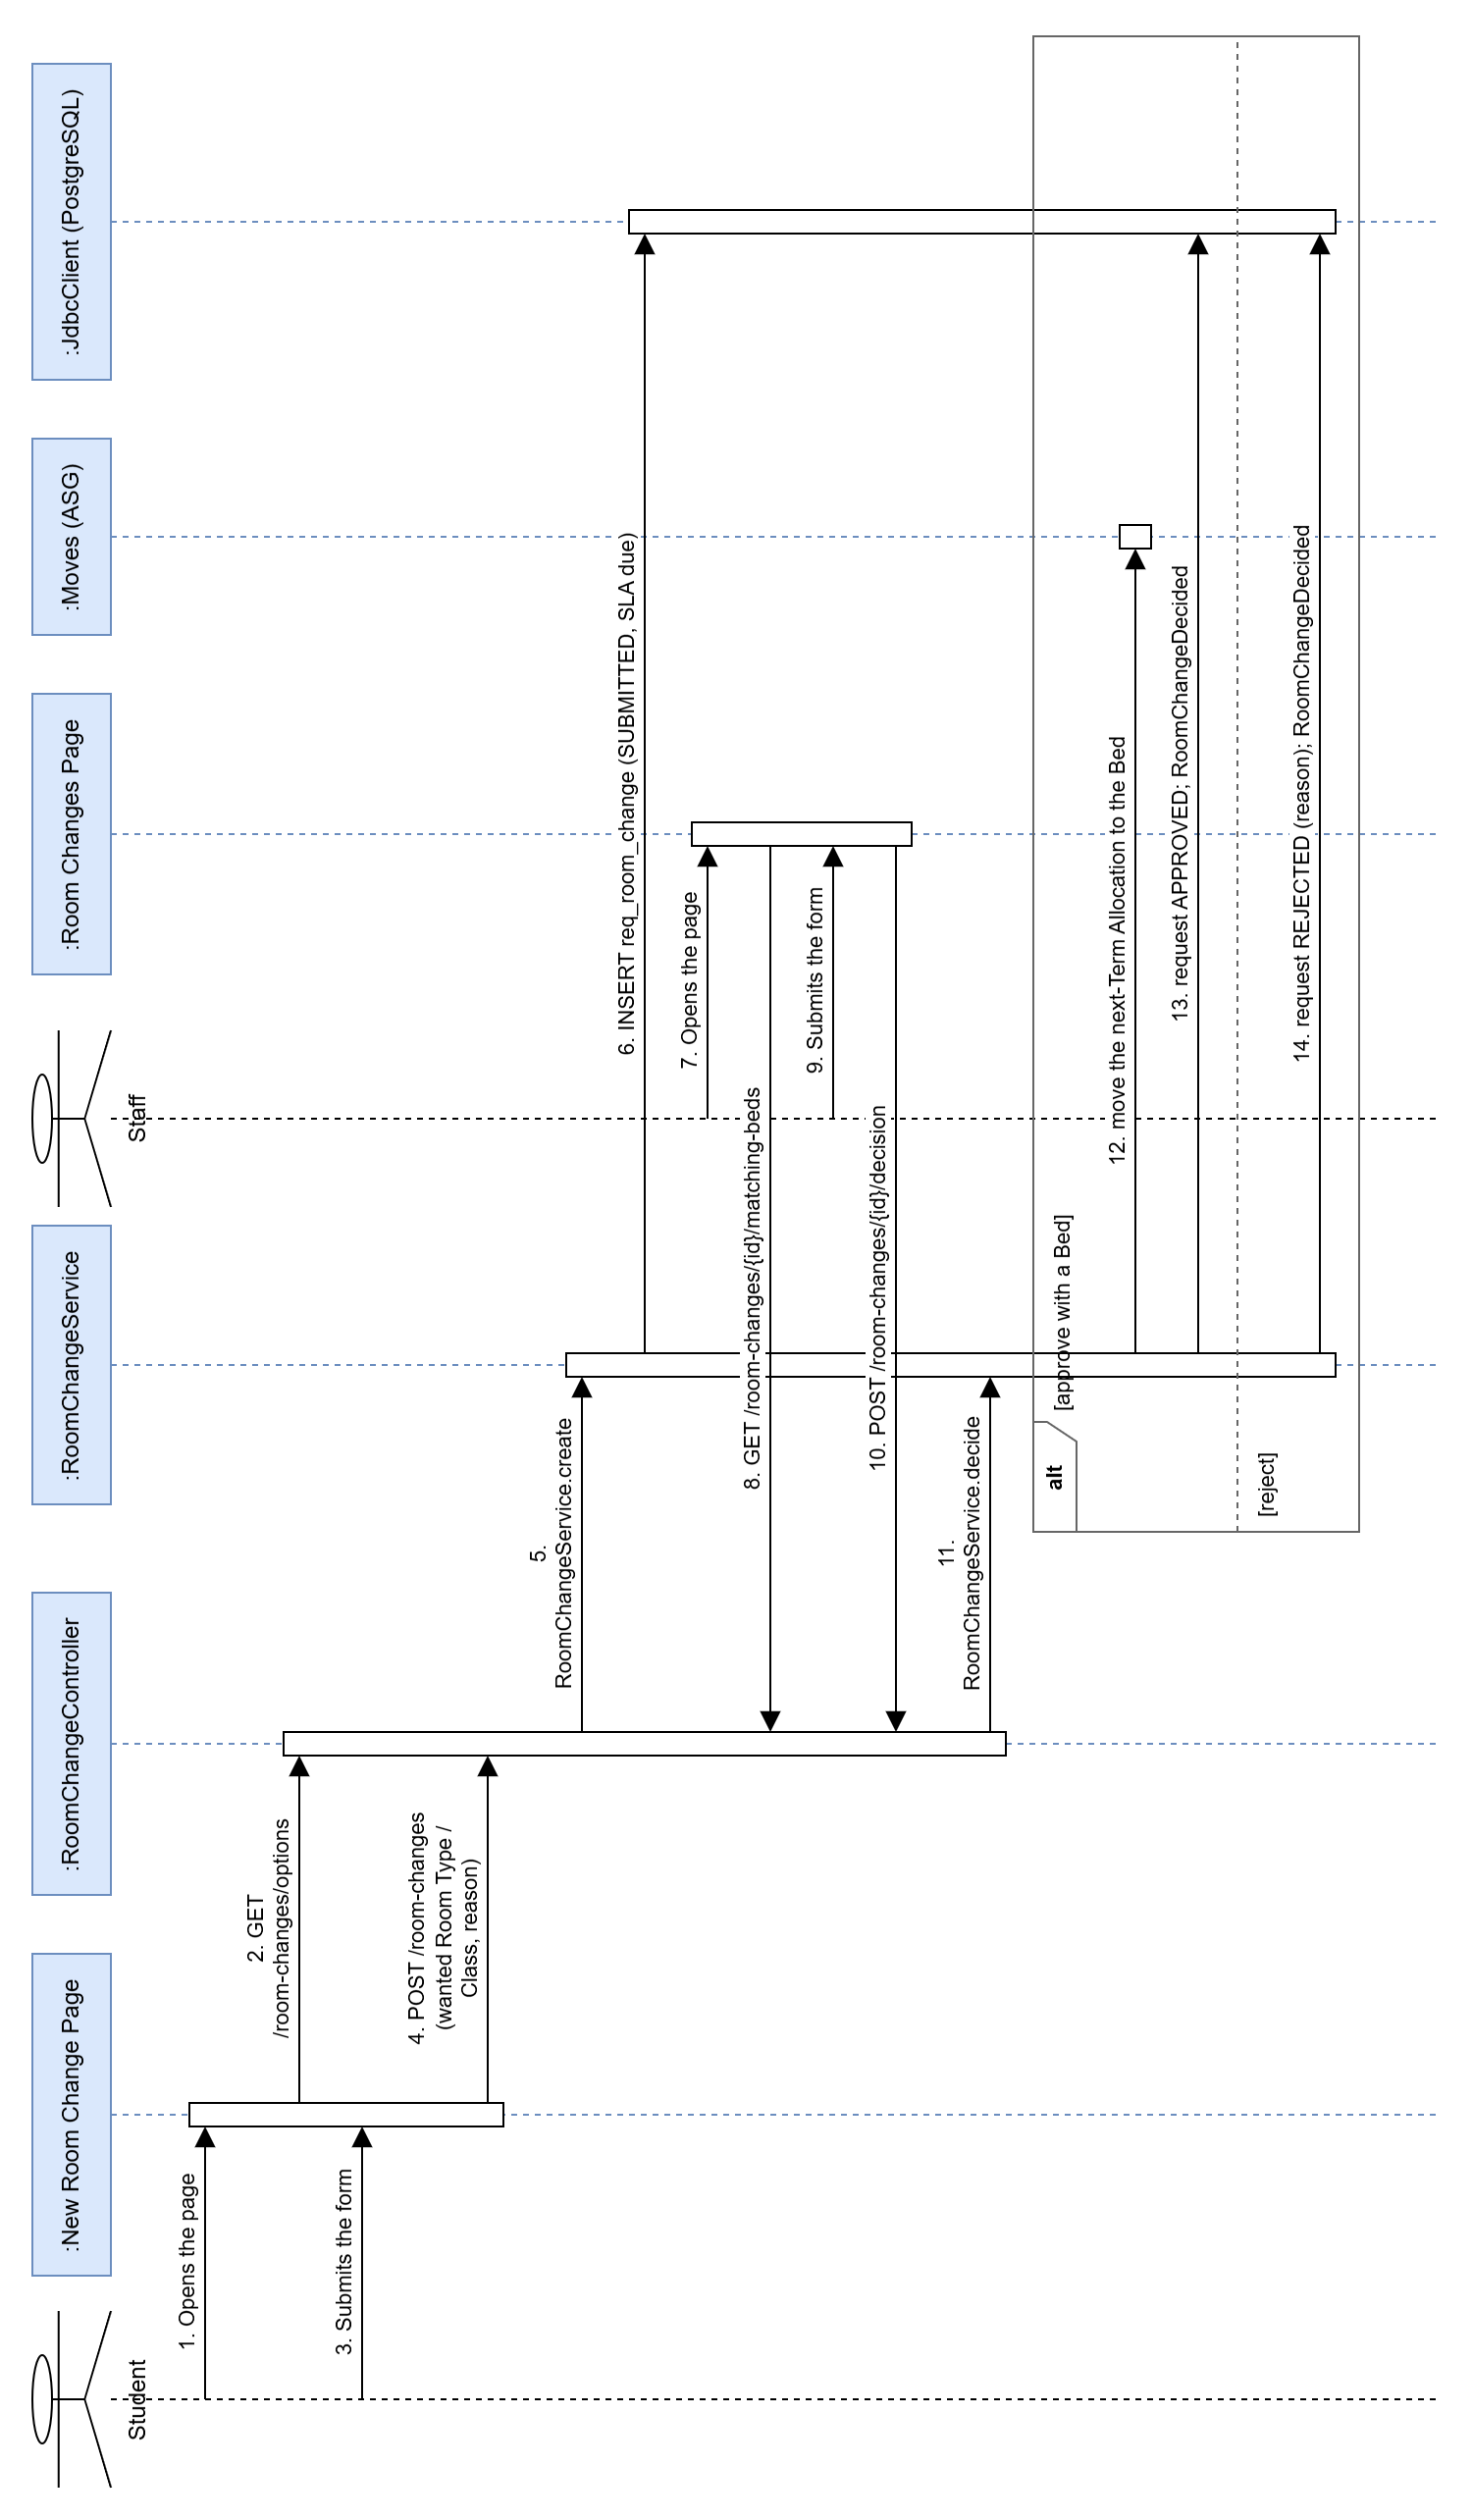 Student
:New Room Change Page
:RoomChangeController
:RoomChangeService
Staff
:Room Changes Page
:Moves (ASG)
:JdbcClient (PostgreSQL)
1. Opens the page
2. GET
/room-changes/options
3. Submits the form
4. POST /room-changes
(wanted Room Type /
Class, reason)
5.
RoomChangeService.create
6. INSERT req_room_change (SUBMITTED, SLA due)
7. Opens the page
8. GET /room-changes/{id}/matching-beds
9. Submits the form
10. POST /room-changes/{id}/decision
11.
RoomChangeService.decide
alt
[approve with a Bed]
12. move the next-Term Allocation to the Bed
13. request APPROVED; RoomChangeDecided
[reject]
14. request REJECTED (reason); RoomChangeDecided